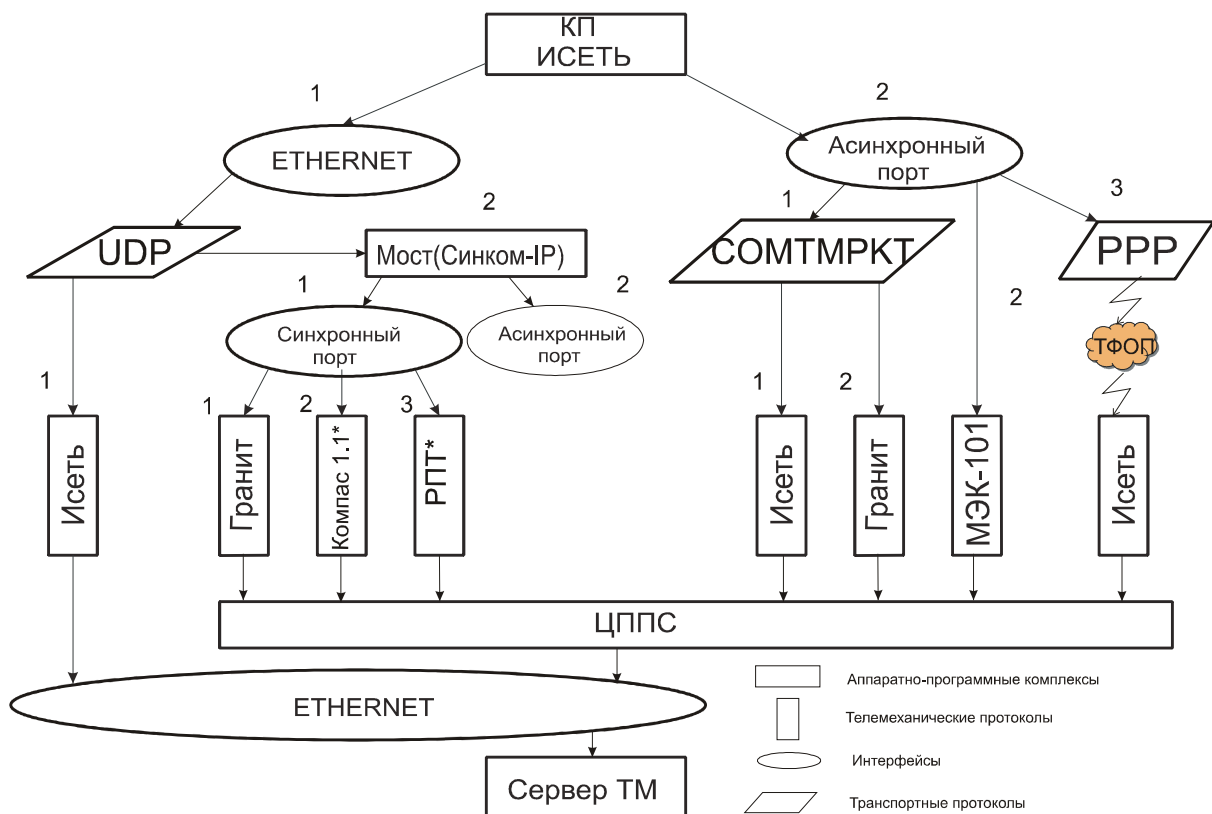 КП
ИСЕТЬ
1
2
ETHERNET
Асинхронный
порт
2
1
3
UDP
Мост(Синком-IP)
COMTMPKT
PPP
1
2
2
Синхронный
порт
Асинхронный
порт
ТФОП
1
1
2
3
1
2
Исеть
Гранит
Компас 1.1*
РПТ*
Исеть
Гранит
МЭК-101
Исеть
ЦППС
ETHERNET
Аппаратно-программные комплексы
Телемеханические протоколы
Интерфейсы
Сервер ТМ
Транспортные протоколы